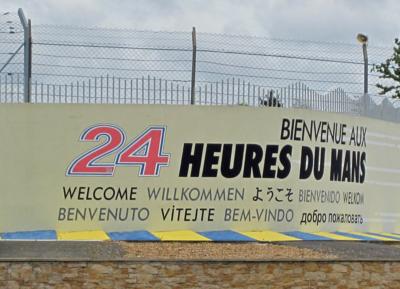 BIENVENUE AUX
24 HEURES DU MANS
WELCOME WILLKOMMEN ようこそ BIENVENIDO WELKOM
BENVENUTO VÍTEJTE BEM-VINDO добро пожаловать